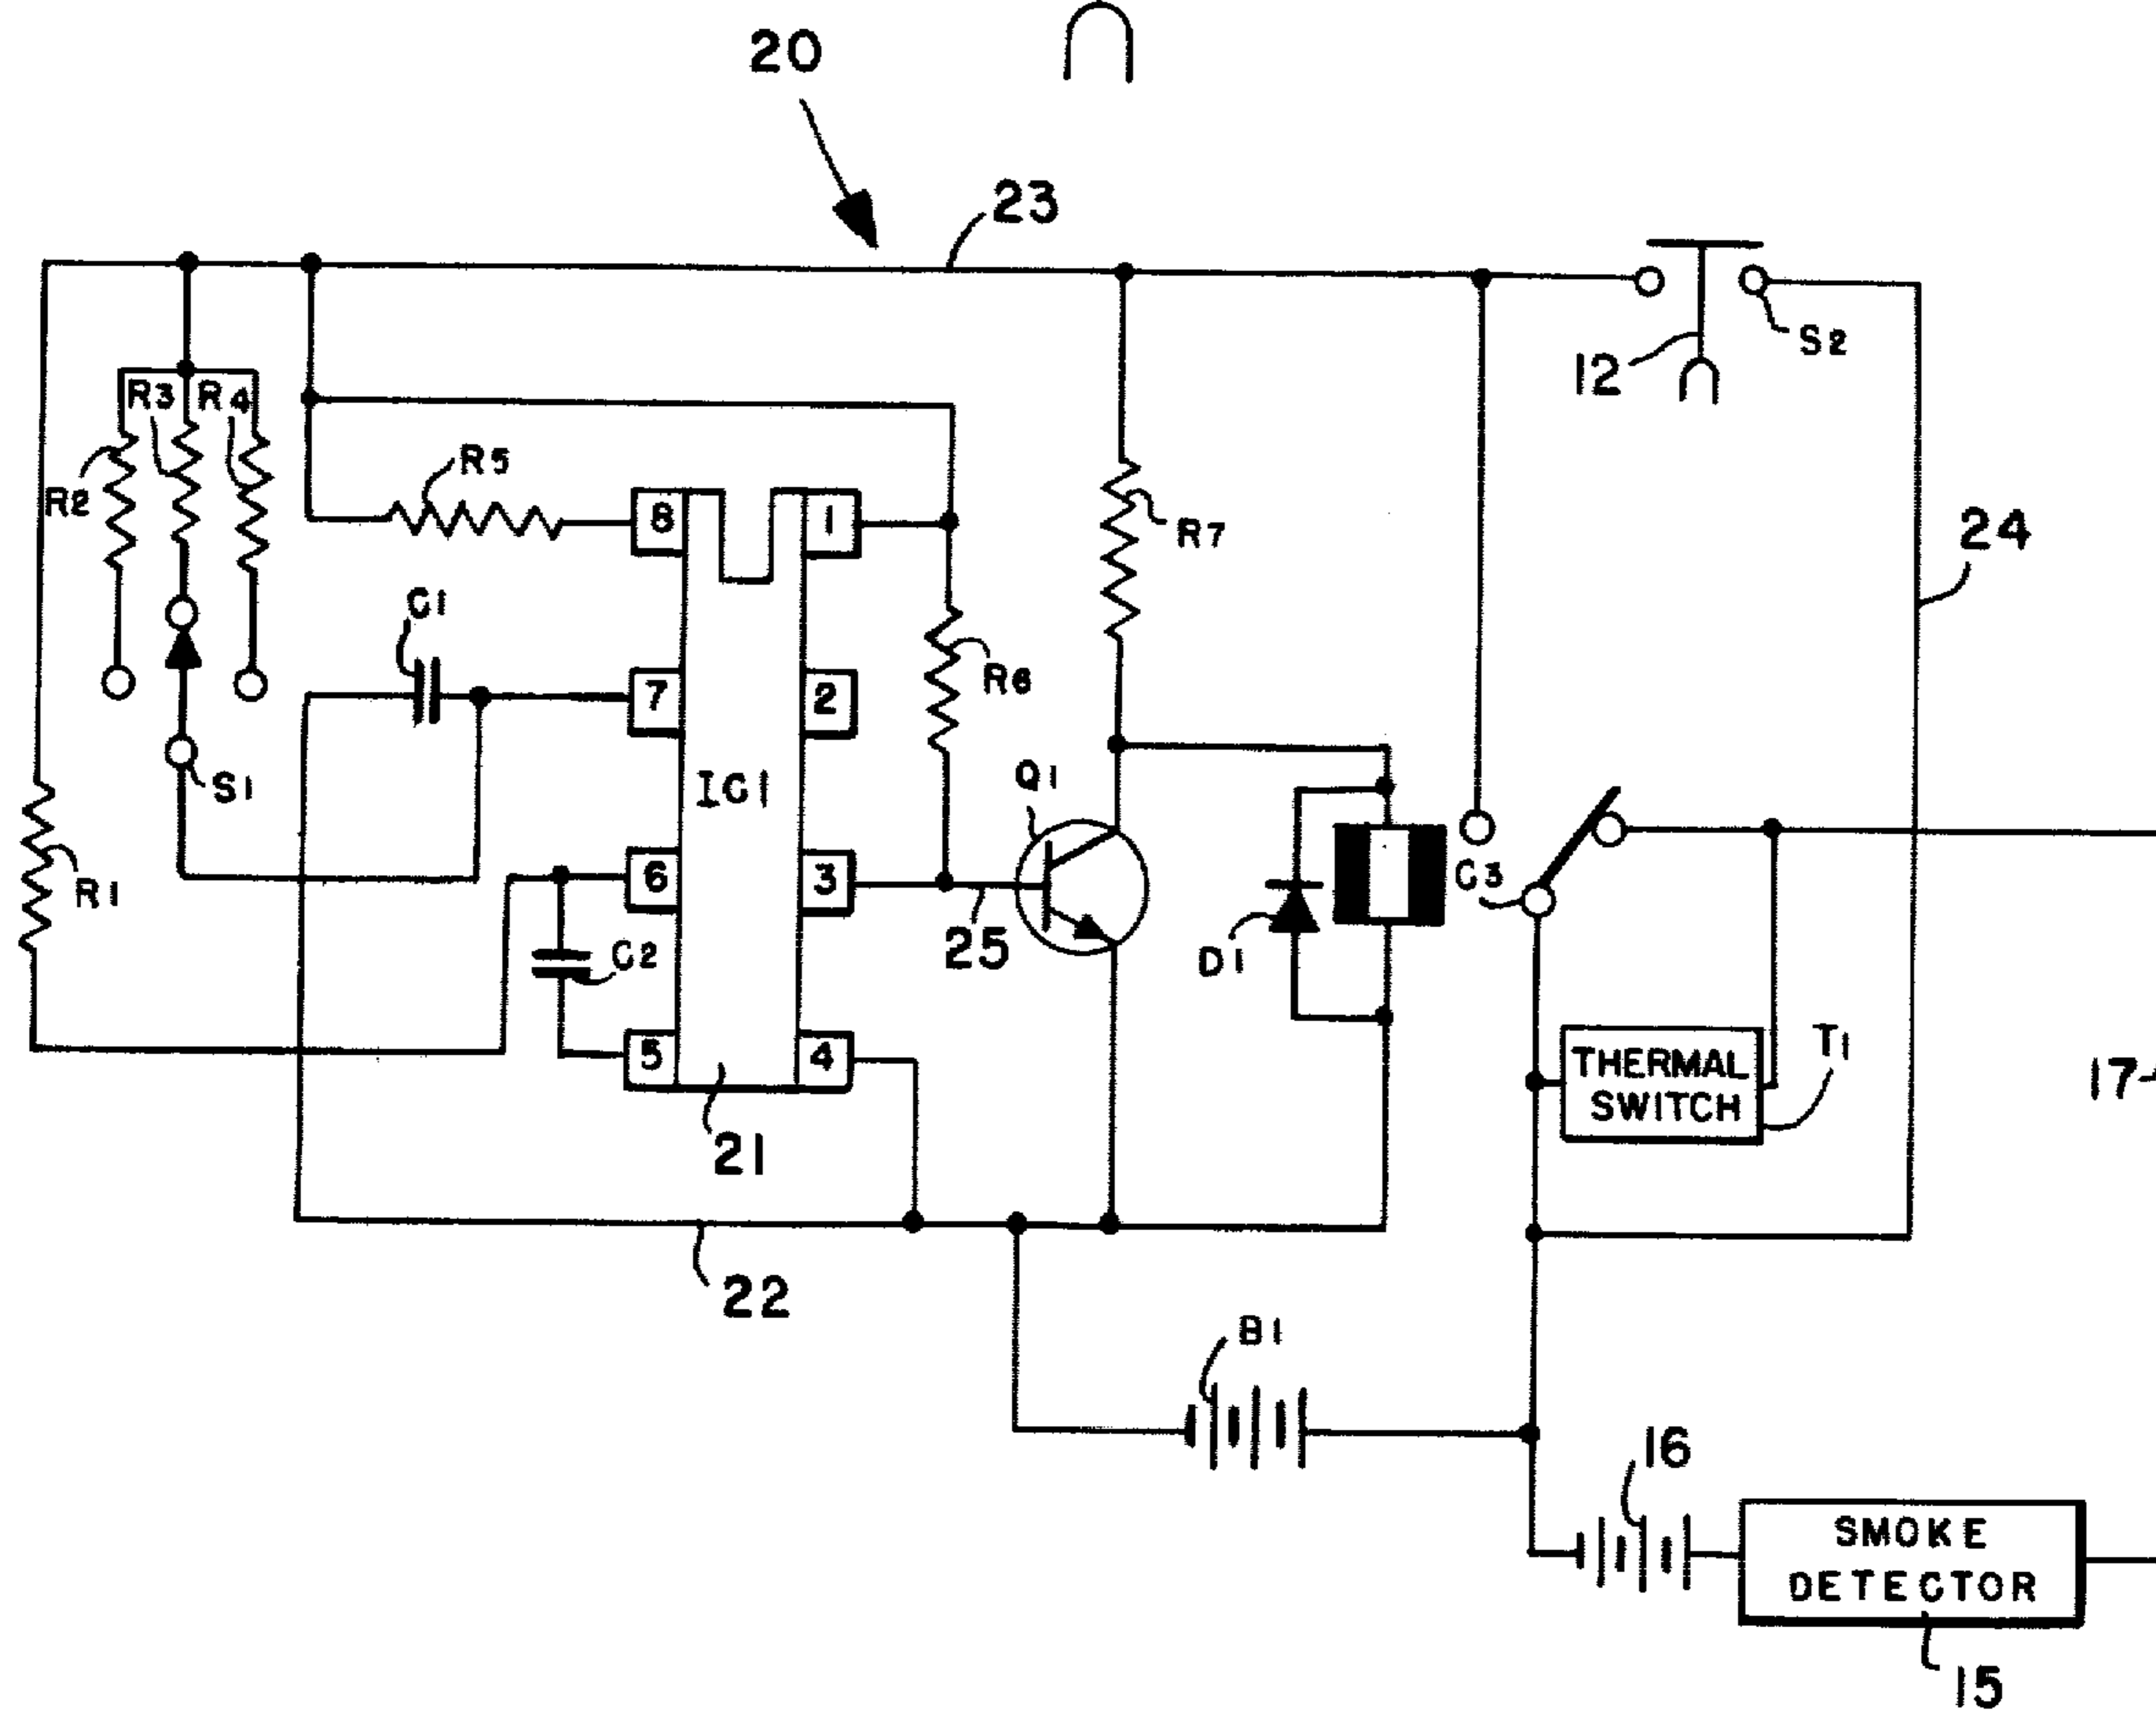 20
23
S2
12
R3 R4
R5
R2
8 1
R7
24
C1
R6
7 2
Q1
S1
IC1
C3
R1
6 3
25
C2
D1
5 4
THERMAL
SWITCH
T1
17
21
22
B1
16
SMOKE
DETECTOR
15